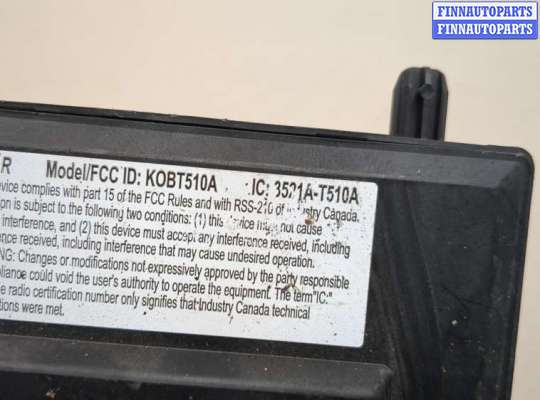 FINNAUTOPARTS
FINNAUTOPARTS
R Model/FCC ID: KOBT510A IC: 3521A-T510A
evice complies with part 15 of the FCC Rules and with RSS-210 of Industry Canada.
on is subject to the following two conditions: (1) this device may not cause
interference, and (2) this device must accept any interference received, including
ence received, including interference that may cause undesired operation.
NG: Changes or modifications not expressively approved by the party responsible
pliance could void the user's authority to operate the equipment. The term"IC:"
e radio certification number only signifies that Industry Canada technical
tions were met.